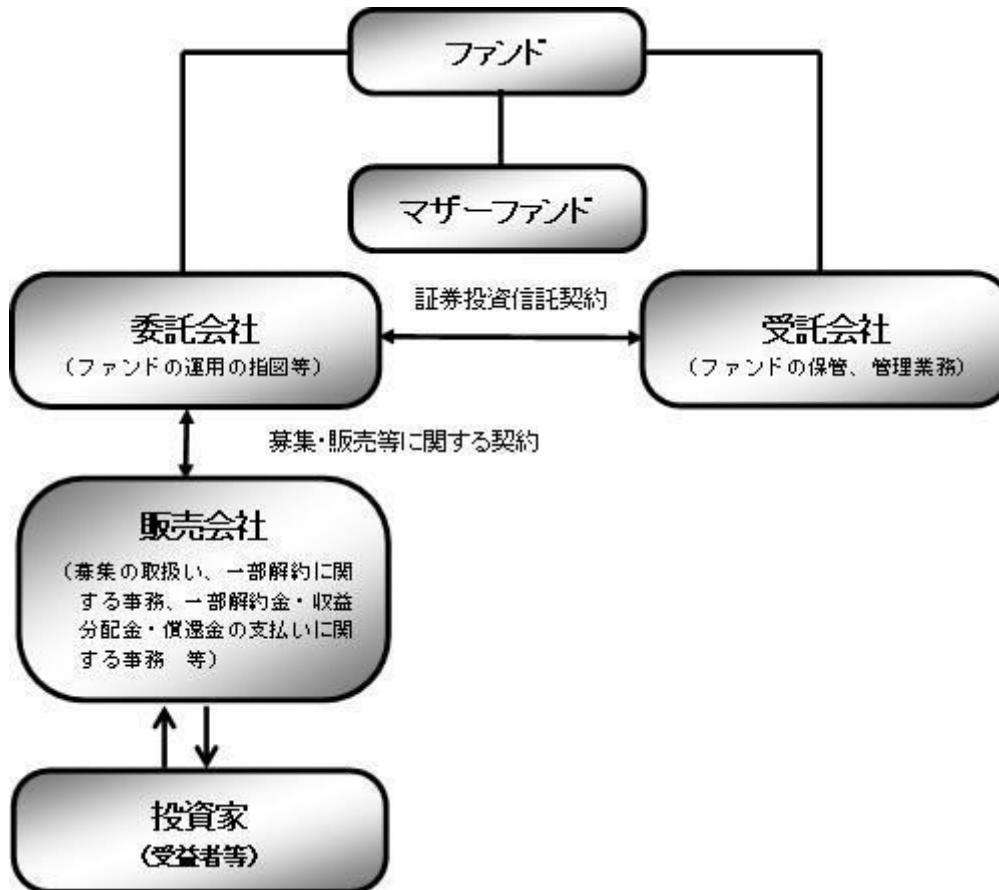 ファンド
マザーファンド
証券投資信託契約
委託会社
(ファンドの運用の指図等)
受託会社
(ファンドの保管、管理業務)
募集・販売等に関する契約
販売会社
(募集の取扱い、一部解約に関
する事務、一部解約金・収益
分配金・償還金の支払いに関
する事務　等)
投資家
(受益者等)